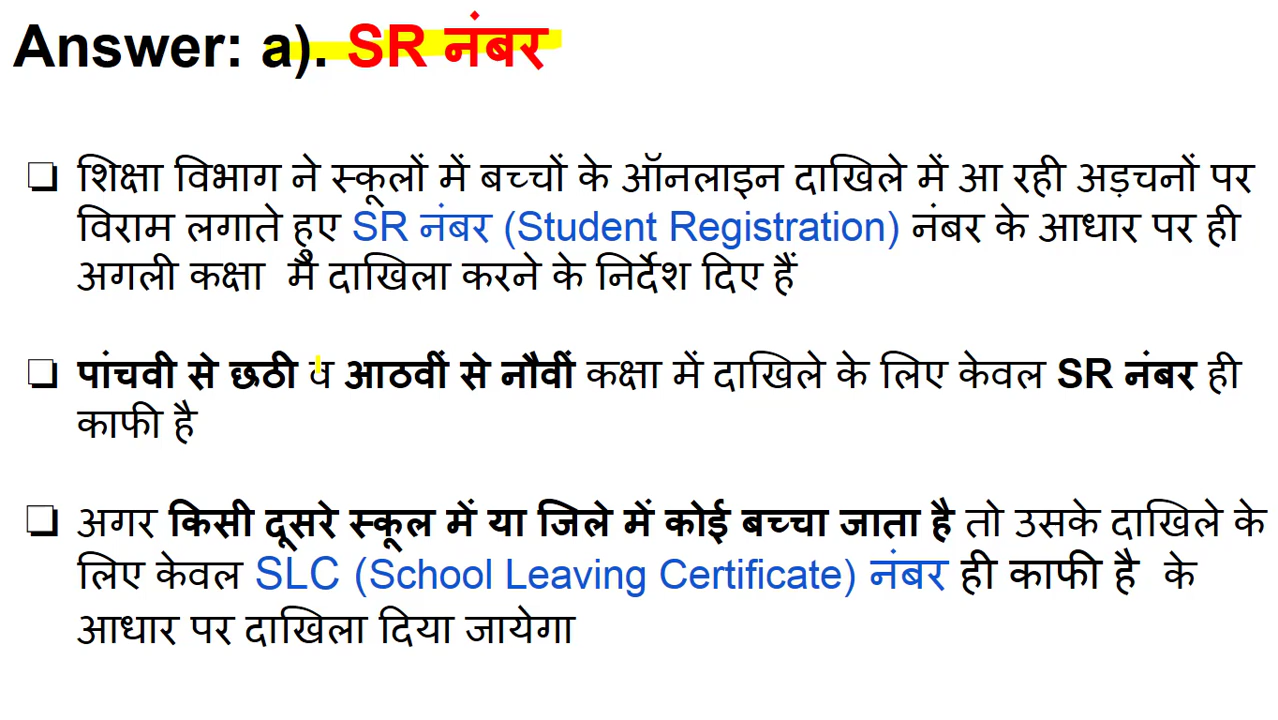 Answer: a). SR नंबर
❏ शिक्षा विभाग ने स्कूलों में बच्चों के ऑनलाइन दाखिले में आ रही अड़चनों पर
विराम लगाते हुए SR नंबर (Student Registration) नंबर के आधार पर ही
अगली कक्षा में दाखिला करने के निर्देश दिए हैं
❏ पांचवी से छठी व आठवीं से नौवीं कक्षा में दाखिले के लिए केवल SR नंबर ही
काफी है
❏ अगर किसी दूसरे स्कूल में या जिले में कोई बच्चा जाता है तो उसके दाखिले के
लिए केवल SLC (School Leaving Certificate) नंबर ही काफी है के
आधार पर दाखिला दिया जायेगा